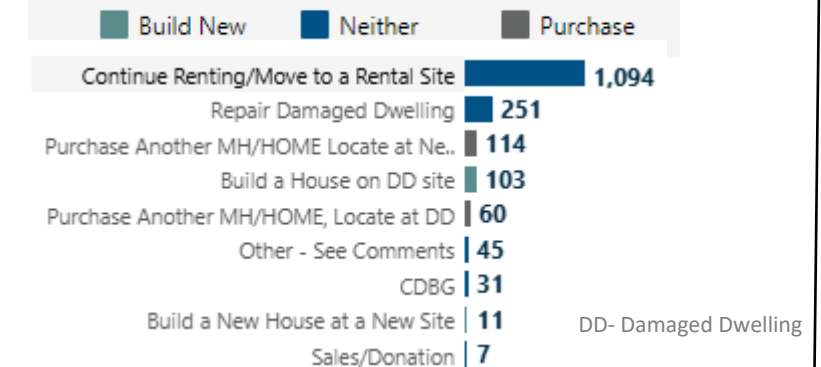 Build New Neither Purchase
Continue Renting/Move to a Rental Site 1,094
Repair Damaged Dwelling 251
Purchase Another MH/HOME Locate at Ne.. 114
Build a House on DD site 103
Purchase Another MH/HOME, Locate at DD 60
Other - See Comments 45
CDBG 31
Build a New House at a New Site 11
DD- Damaged Dwelling
Sales/Donation 7